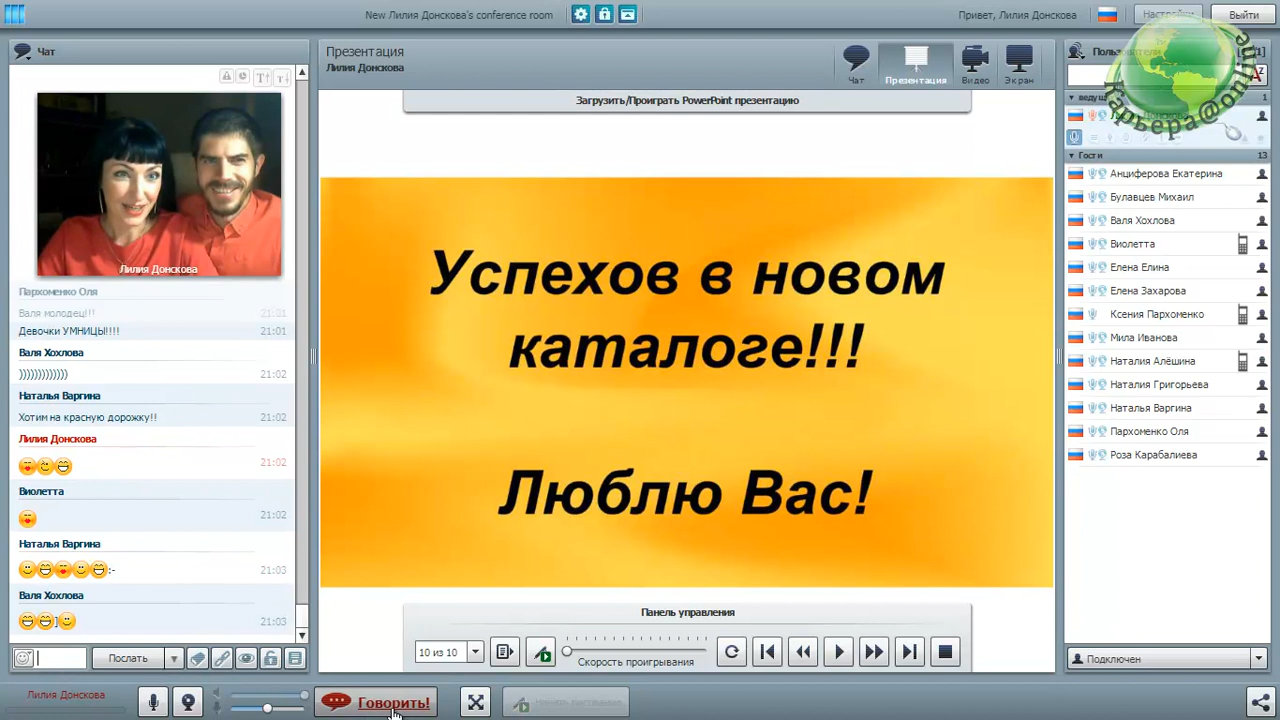 New Лилия Донскова's conference room
Привет, Лилия Донскова
Настройки
Выйти
Чат
Лилия Донскова
Пархоменко Оля
Валя молодец!!! 21:01
Девочки УМНИЦЫ!!!! 21:01
Валя Хохлова
)))))))))))) 21:02
Наталья Варгина
Хотим на красную дорожку!! 21:02
Лилия Донскова
21:02
Виолетта
21:02
Наталья Варгина
:- 21:03
Валя Хохлова
] 21:03
Послать
Презентация
Лилия Донскова
Чат
Презентация
Видео
Экран
Загрузить/Проиграть PowerPoint презентацию
Успехов в новом
каталоге!!!
Люблю Вас!
Панель управления
10 из 10
Скорость проигрывания
Пользователи
карьера@online
1
Гости 13
Анциферова Екатерина
Булавцев Михаил
Валя Хохлова
Виолетта
Елена Елина
Елена Захарова
Ксения Пархоменко
Мила Иванова
Наталия Алёшина
Наталия Григорьева
Наталья Варгина
Пархоменко Оля
Роза Карабалиева
Подключен
Лилия Донскова
Говорить!